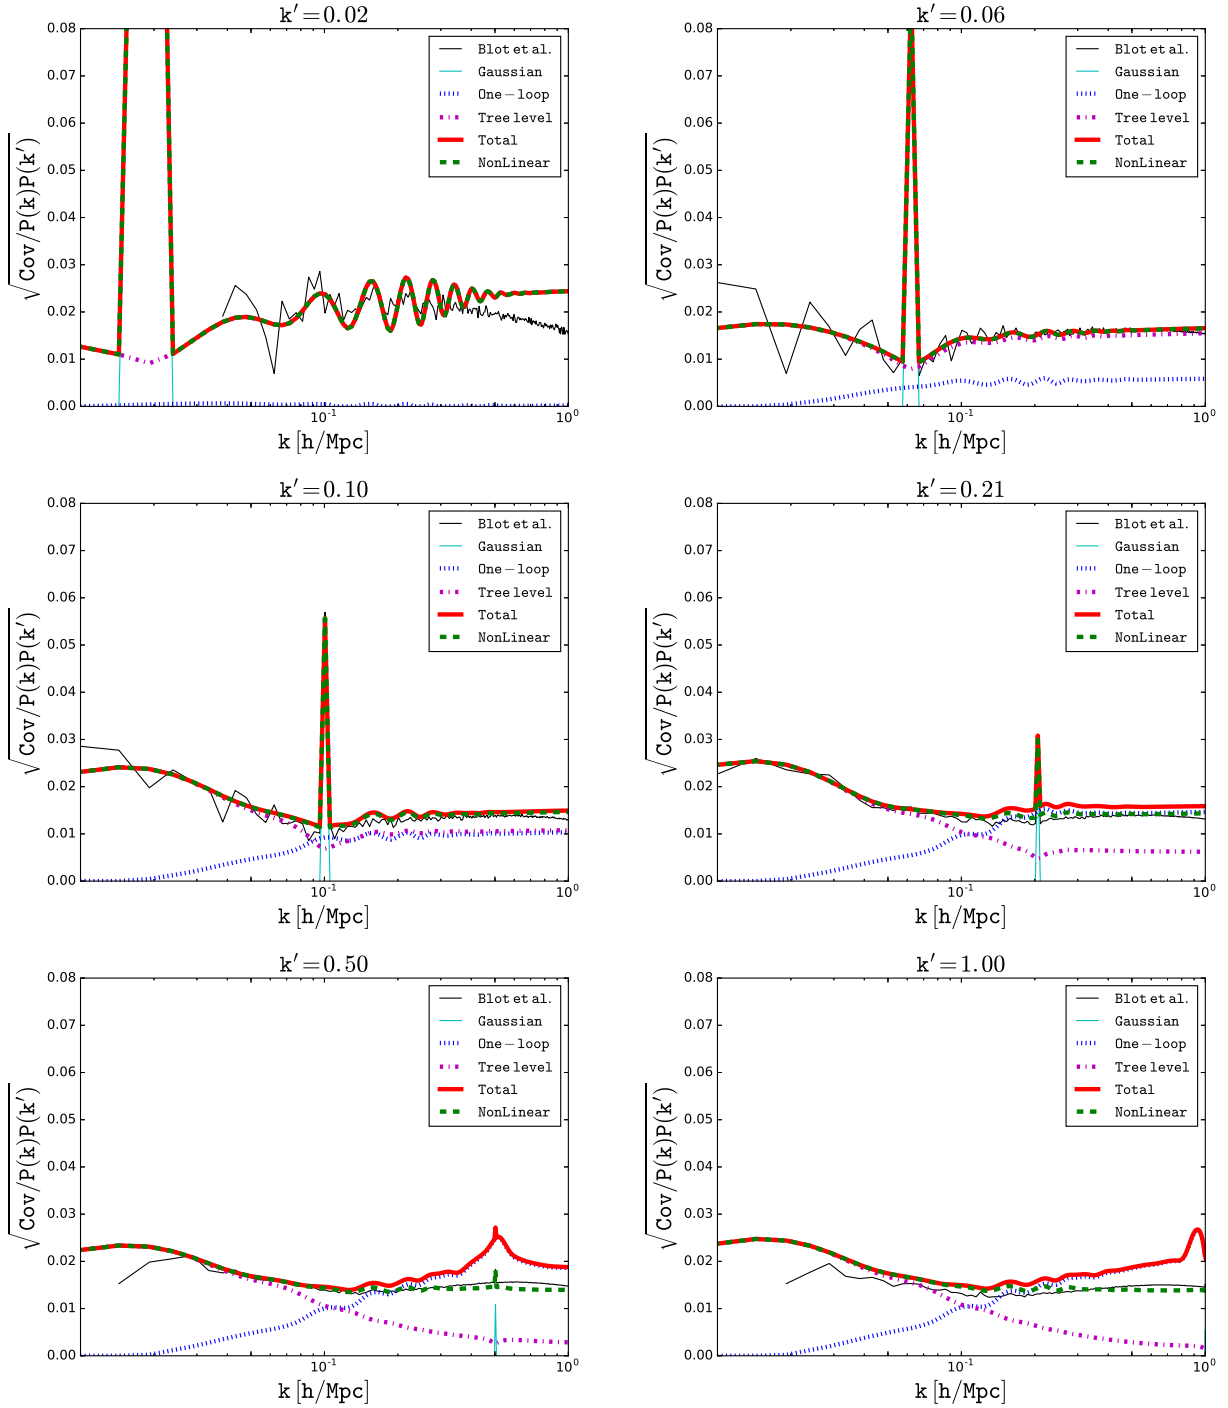 k′=0.02
0.08
0.07
0.06
0.05
0.04
0.03
0.02
0.01
0.00
10⁻¹
10⁰
k [h/Mpc]
√Cov/P(k)P(k′)
Blot et al.
Gaussian
One−loop
Tree level
Total
NonLinear
k′=0.06
0.08
0.07
0.06
0.05
0.04
0.03
0.02
0.01
0.00
10⁻¹
10⁰
k [h/Mpc]
√Cov/P(k)P(k′)
Blot et al.
Gaussian
One−loop
Tree level
Total
NonLinear
k′=0.10
0.08
0.07
0.06
0.05
0.04
0.03
0.02
0.01
0.00
10⁻¹
10⁰
k [h/Mpc]
√Cov/P(k)P(k′)
Blot et al.
Gaussian
One−loop
Tree level
Total
NonLinear
k′=0.21
0.08
0.07
0.06
0.05
0.04
0.03
0.02
0.01
0.00
10⁻¹
10⁰
k [h/Mpc]
√Cov/P(k)P(k′)
Blot et al.
Gaussian
One−loop
Tree level
Total
NonLinear
k′=0.50
0.08
0.07
0.06
0.05
0.04
0.03
0.02
0.01
0.00
10⁻¹
10⁰
k [h/Mpc]
√Cov/P(k)P(k′)
Blot et al.
Gaussian
One−loop
Tree level
Total
NonLinear
k′=1.00
0.08
0.07
0.06
0.05
0.04
0.03
0.02
0.01
0.00
10⁻¹
10⁰
k [h/Mpc]
√Cov/P(k)P(k′)
Blot et al.
Gaussian
One−loop
Tree level
Total
NonLinear